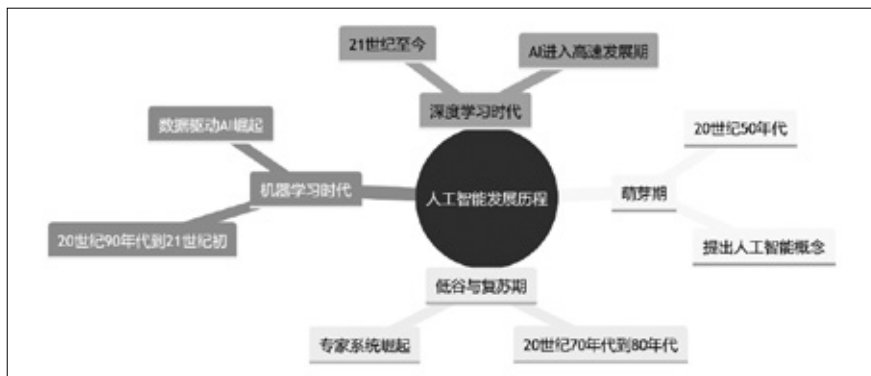 21世纪至今
AI进入高速发展期
深度学习时代
数据驱动AI崛起
机器学习时代
20世纪90年代到21世纪初
人工智能发展历程
20世纪50年代
萌芽期
提出人工智能概念
低谷与复苏期
专家系统崛起
20世纪70年代到80年代